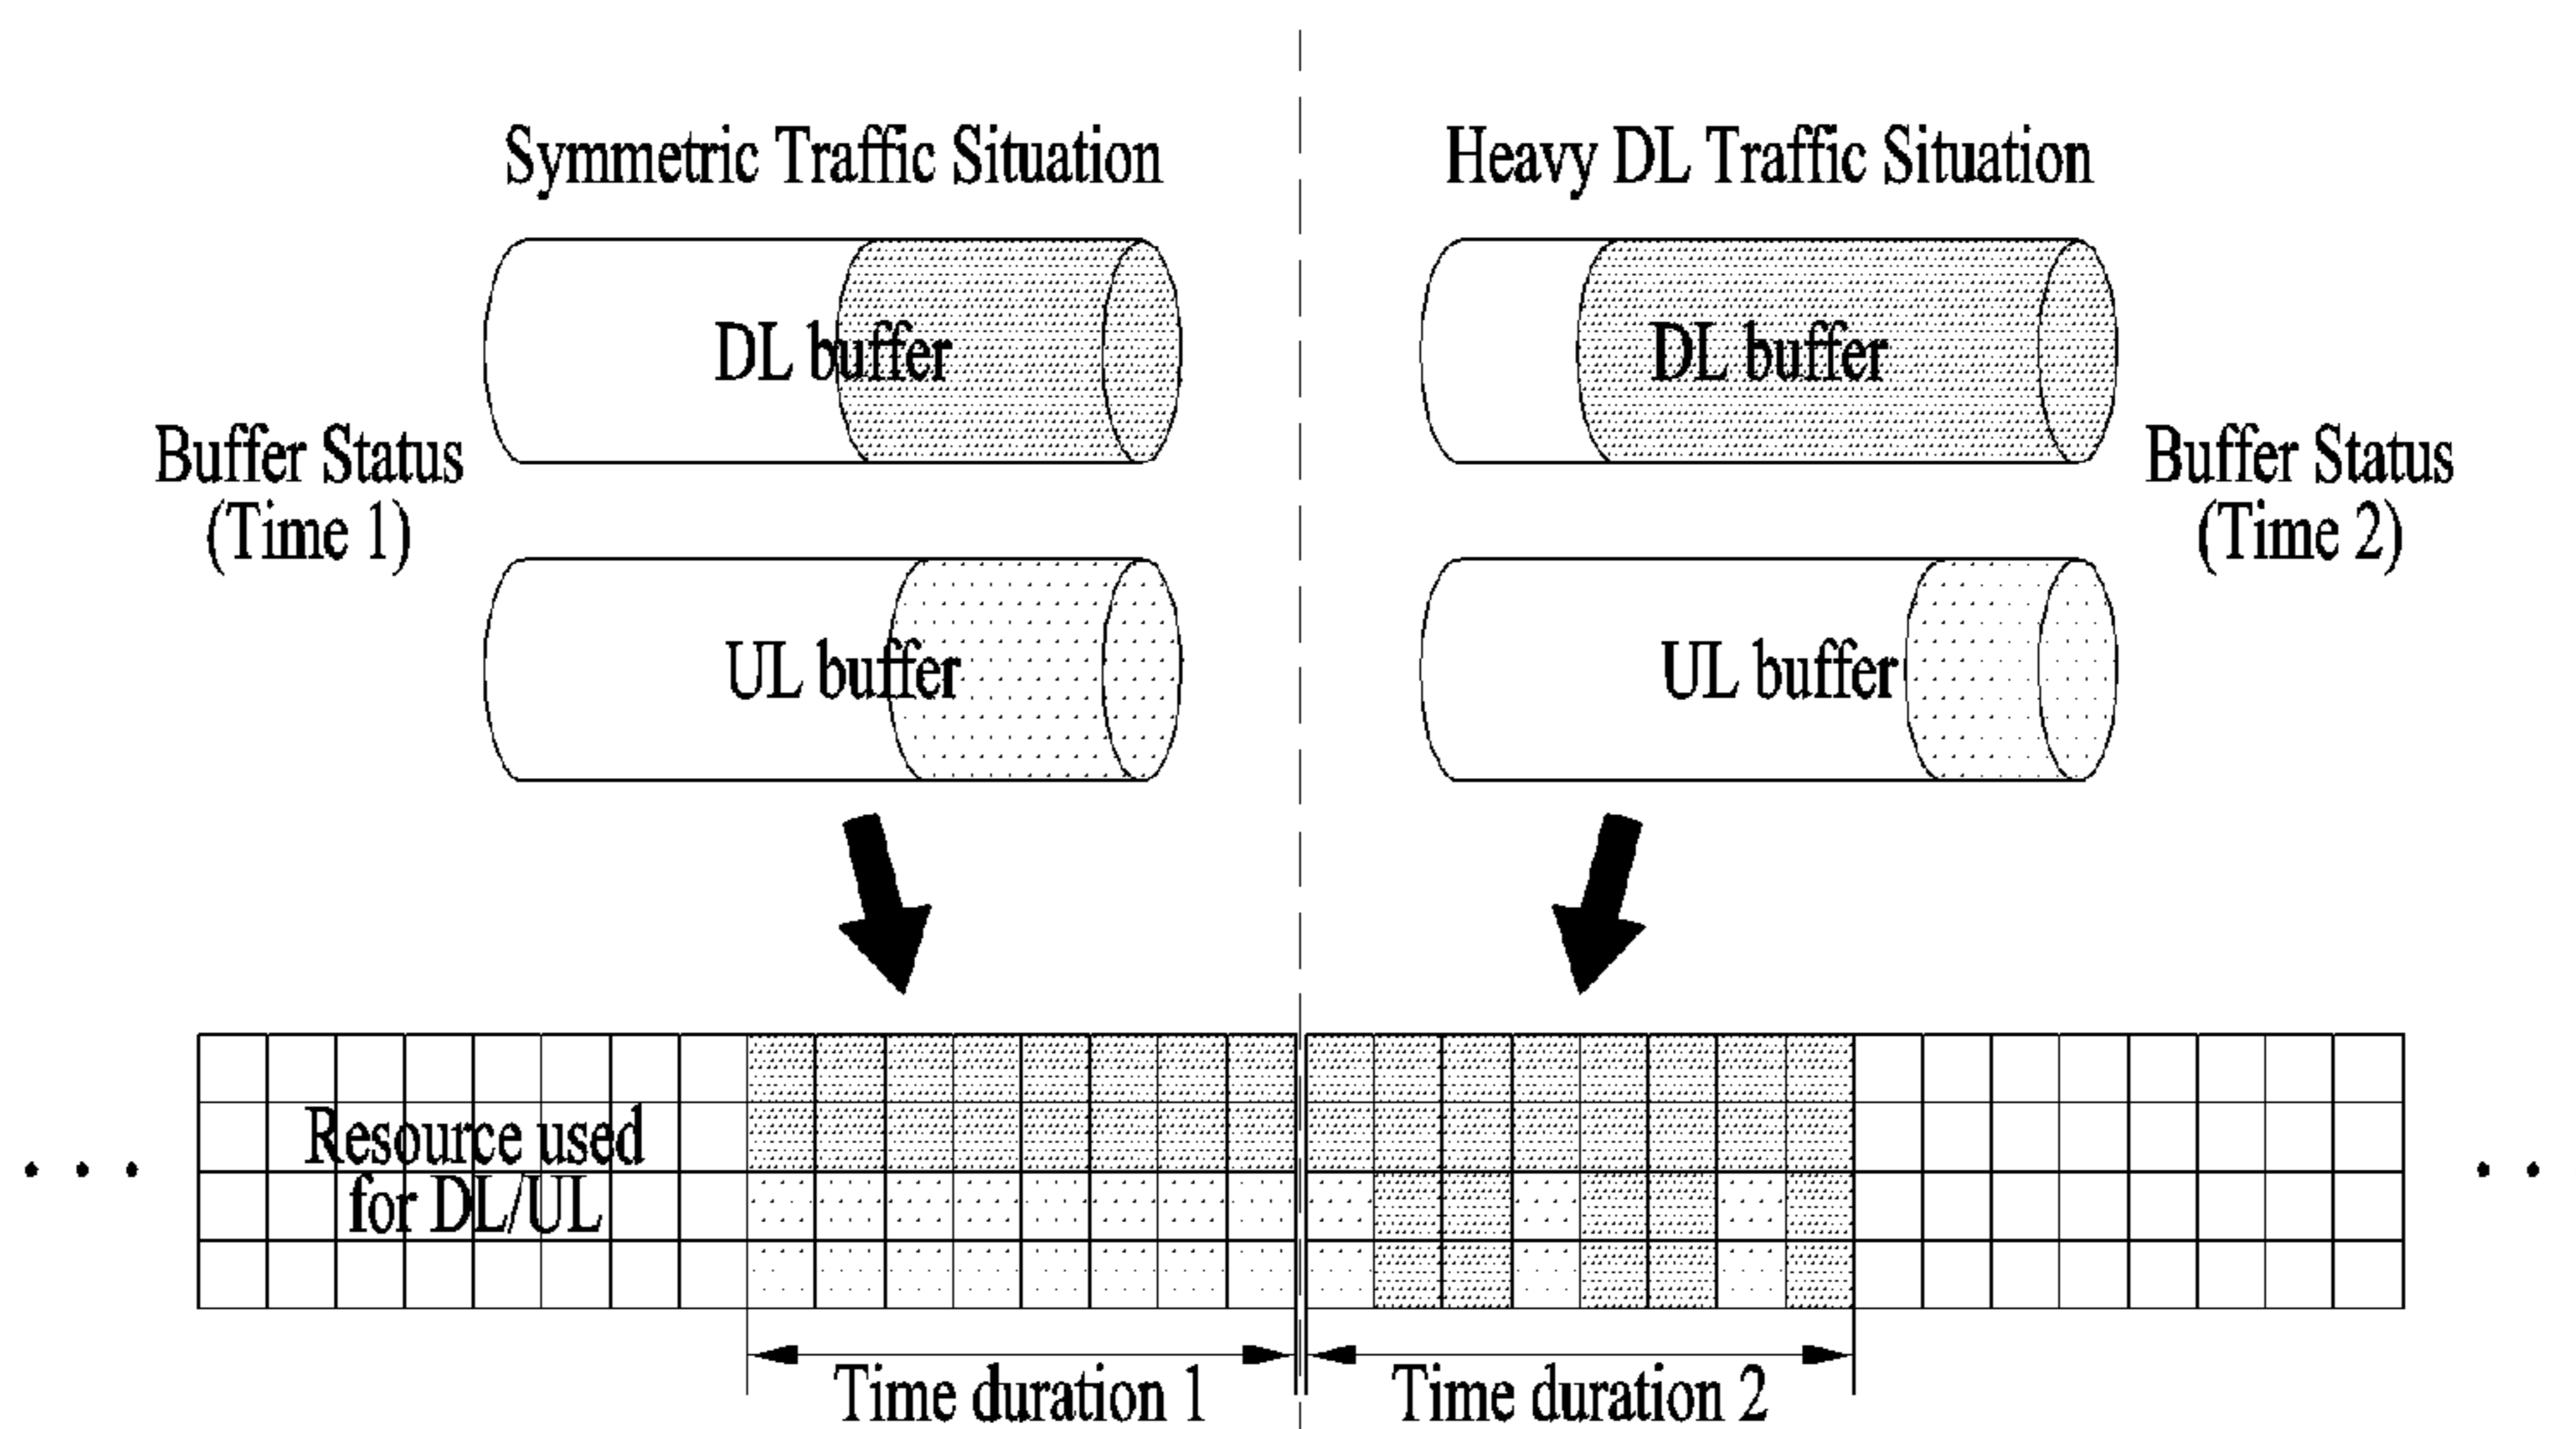 Symmetric Traffic Situation
Heavy DL Traffic Situation
DL buffer
DL buffer
Buffer Status
(Time 1)
Buffer Status
(Time 2)
UL buffer
UL buffer
Resource used
for DL/UL
Time duration 1
Time duration 2